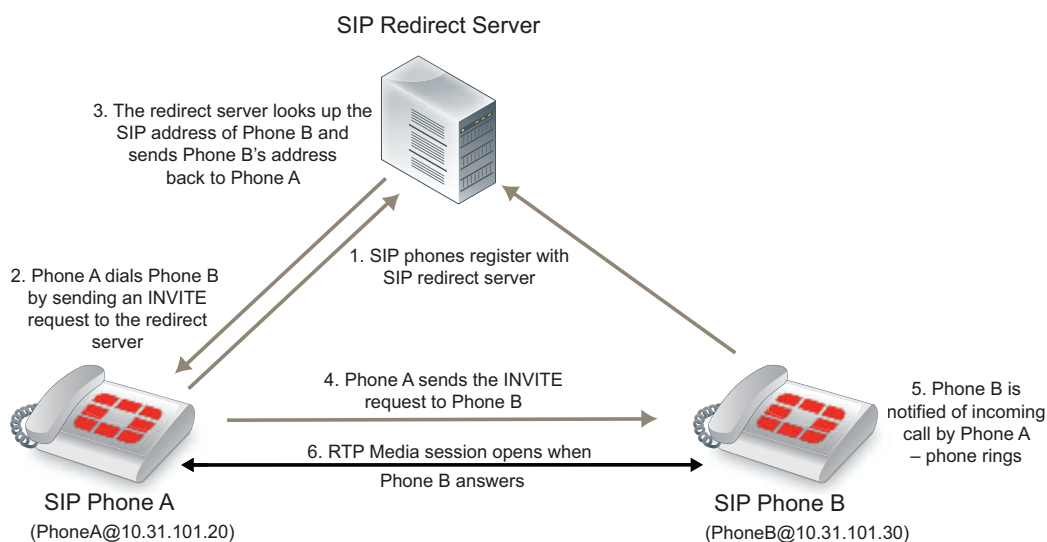 SIP Redirect Server
3. The redirect server looks up the
SIP address of Phone B and
sends Phone B’s address
back to Phone A
1. SIP phones register with
SIP redirect server
2. Phone A dials Phone B
by sending an INVITE
request to the redirect
server
4. Phone A sends the INVITE
request to Phone B
5. Phone B is
notified of incoming
call by Phone A
– phone rings
6. RTP Media session opens when
Phone B answers
SIP Phone A
(PhoneA@10.31.101.20)
SIP Phone B
(PhoneB@10.31.101.30)